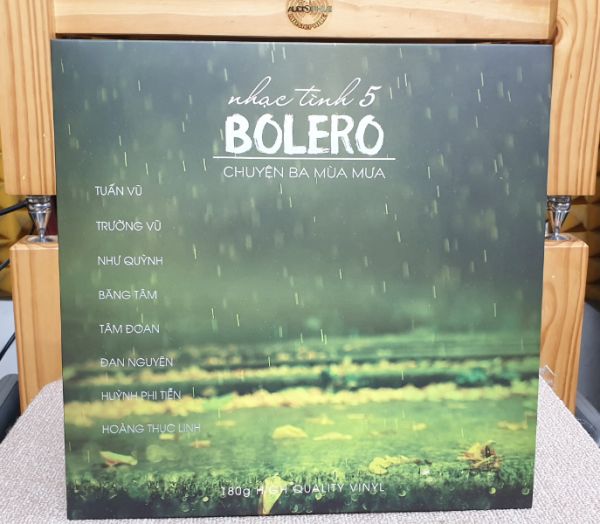 nhạc tình 5
BOLERO
CHUYỆN BA MÙA MƯA
TUẤN VŨ
TRƯỜNG VŨ
NHƯ QUỲNH
BĂNG TÂM
TÂM ĐOAN
ĐAN NGUYÊN
HUỲNH PHI TIỄN
HOÀNG THỤC LINH
180g HIGH QUALITY VINYL